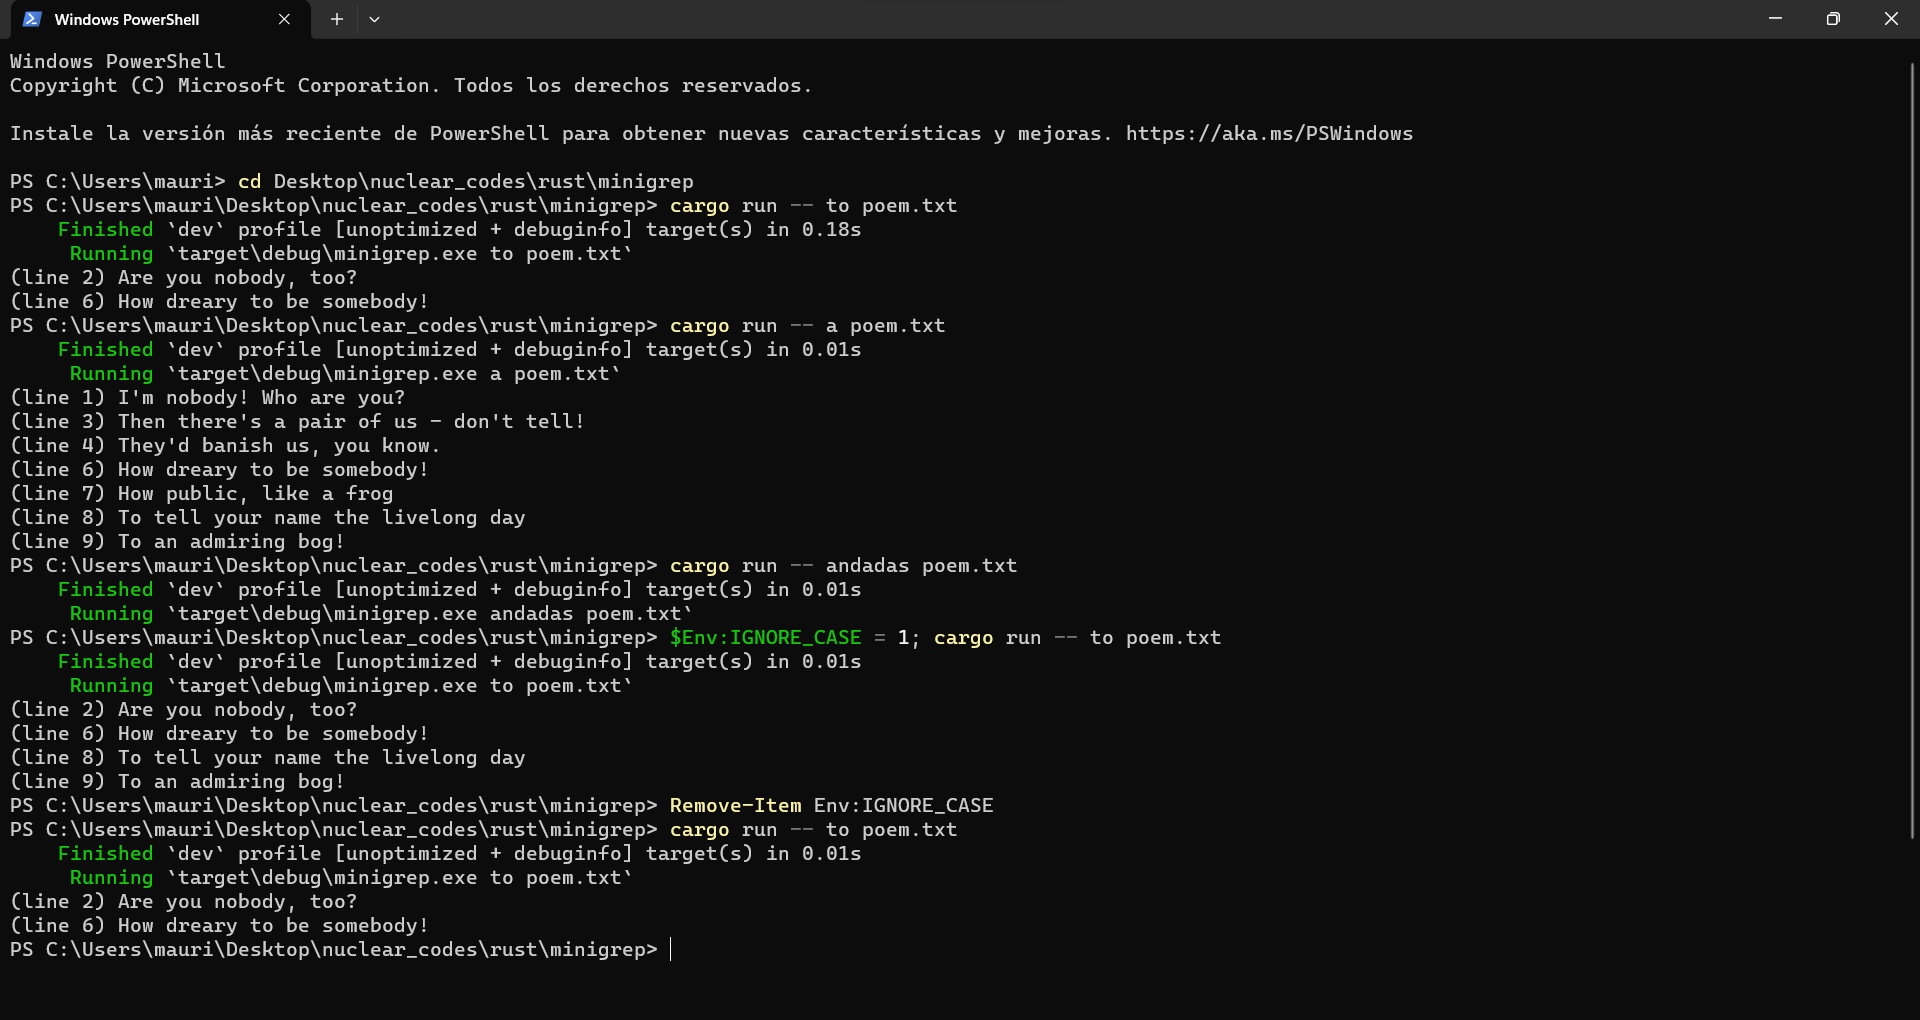 Windows PowerShell
Windows PowerShell
Copyright (C) Microsoft Corporation. Todos los derechos reservados.
Instale la versión más reciente de PowerShell para obtener nuevas características y mejoras. https://aka.ms/PSWindows
PS C:\Users\mauri> cd Desktop\nuclear_codes\rust\minigrep
PS C:\Users\mauri\Desktop\nuclear_codes\rust\minigrep> cargo run -- to poem.txt
    Finished `dev` profile [unoptimized + debuginfo] target(s) in 0.18s
     Running `target\debug\minigrep.exe to poem.txt`
(line 2) Are you nobody, too?
(line 6) How dreary to be somebody!
PS C:\Users\mauri\Desktop\nuclear_codes\rust\minigrep> cargo run -- a poem.txt
    Finished `dev` profile [unoptimized + debuginfo] target(s) in 0.01s
     Running `target\debug\minigrep.exe a poem.txt`
(line 1) I'm nobody! Who are you?
(line 3) Then there's a pair of us - don't tell!
(line 4) They'd banish us, you know.
(line 6) How dreary to be somebody!
(line 7) How public, like a frog
(line 8) To tell your name the livelong day
(line 9) To an admiring bog!
PS C:\Users\mauri\Desktop\nuclear_codes\rust\minigrep> cargo run -- andadas poem.txt
    Finished `dev` profile [unoptimized + debuginfo] target(s) in 0.01s
     Running `target\debug\minigrep.exe andadas poem.txt`
PS C:\Users\mauri\Desktop\nuclear_codes\rust\minigrep> $Env:IGNORE_CASE = 1; cargo run -- to poem.txt
    Finished `dev` profile [unoptimized + debuginfo] target(s) in 0.01s
     Running `target\debug\minigrep.exe to poem.txt`
(line 2) Are you nobody, too?
(line 6) How dreary to be somebody!
(line 8) To tell your name the livelong day
(line 9) To an admiring bog!
PS C:\Users\mauri\Desktop\nuclear_codes\rust\minigrep> Remove-Item Env:IGNORE_CASE
PS C:\Users\mauri\Desktop\nuclear_codes\rust\minigrep> cargo run -- to poem.txt
    Finished `dev` profile [unoptimized + debuginfo] target(s) in 0.01s
     Running `target\debug\minigrep.exe to poem.txt`
(line 2) Are you nobody, too?
(line 6) How dreary to be somebody!
PS C:\Users\mauri\Desktop\nuclear_codes\rust\minigrep>